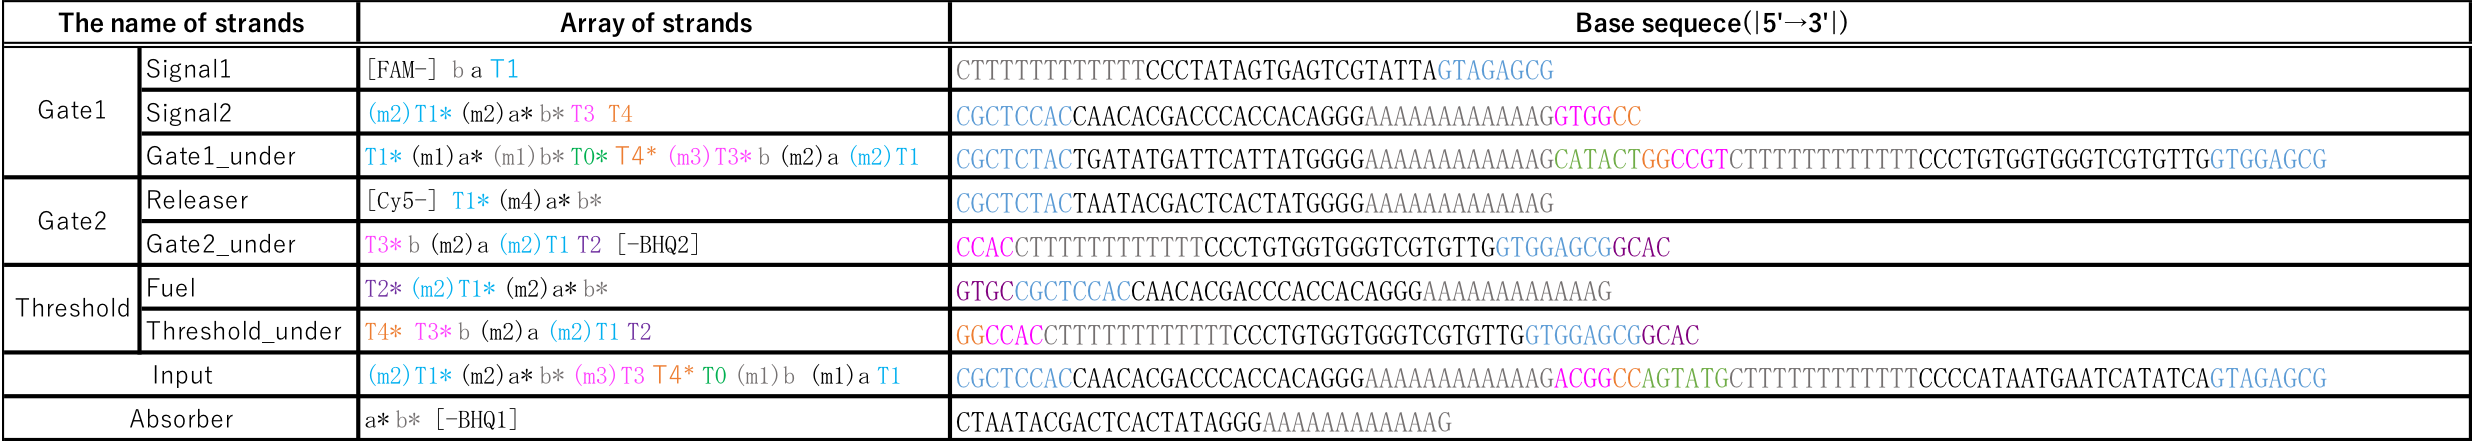 The name of strands Array of strands Base sequece(|5'→3'|)
Gate1 Signal1 [FAM-] b a T1 CTTTTTTTTTTTTCCCTATAGTGAGTCGTATTAGTAGAGCG
Signal2 (m2)T1* (m2)a* b* T3 T4 CGCTCCACCAACACGACCCACCACAGGGAAAAAAAAAAAAGGTGGCC
Gate1_under T1* (m1)a* (m1)b* T0* T4* (m3)T3* b (m2)a (m2)T1 CGCTCTACTGATATGATTCATTATGGGGAAAAAAAAAAAAGCATACTGGCCGTCTTTTTTTTTTTTCCCTGTGGTGGGTCGTGTTGGTGGAGCG
Gate2 Releaser [Cy5-] T1* (m4)a* b* CGCTCTACTAATACGACTCACTATGGGGAAAAAAAAAAAAG
Gate2_under T3* b (m2)a (m2)T1 T2 [-BHQ2] CCACCTTTTTTTTTTTTCCCTGTGGTGGGTCGTGTTGGTGGAGCGGCAC
Threshold Fuel T2* (m2)T1* (m2)a* b* GTGCCGCTCCACCAACACGACCCACCACAGGGAAAAAAAAAAAAG
Threshold_under T4* T3* b (m2)a (m2)T1 T2 GGCCACCTTTTTTTTTTTTCCCTGTGGTGGGTCGTGTTGGTGGAGCGGCAC
Input (m2)T1* (m2)a* b* (m3)T3 T4* T0 (m1)b (m1)a T1 CGCTCCACCAACACGACCCACCACAGGGAAAAAAAAAAAAGACGGCCAGTATGCTTTTTTTTTTTTCCCCATAATGAATCATATCAGTAGAGCG
Absorber a* b* [-BHQ1] CTAATACGACTCACTATAGGGAAAAAAAAAAAAG